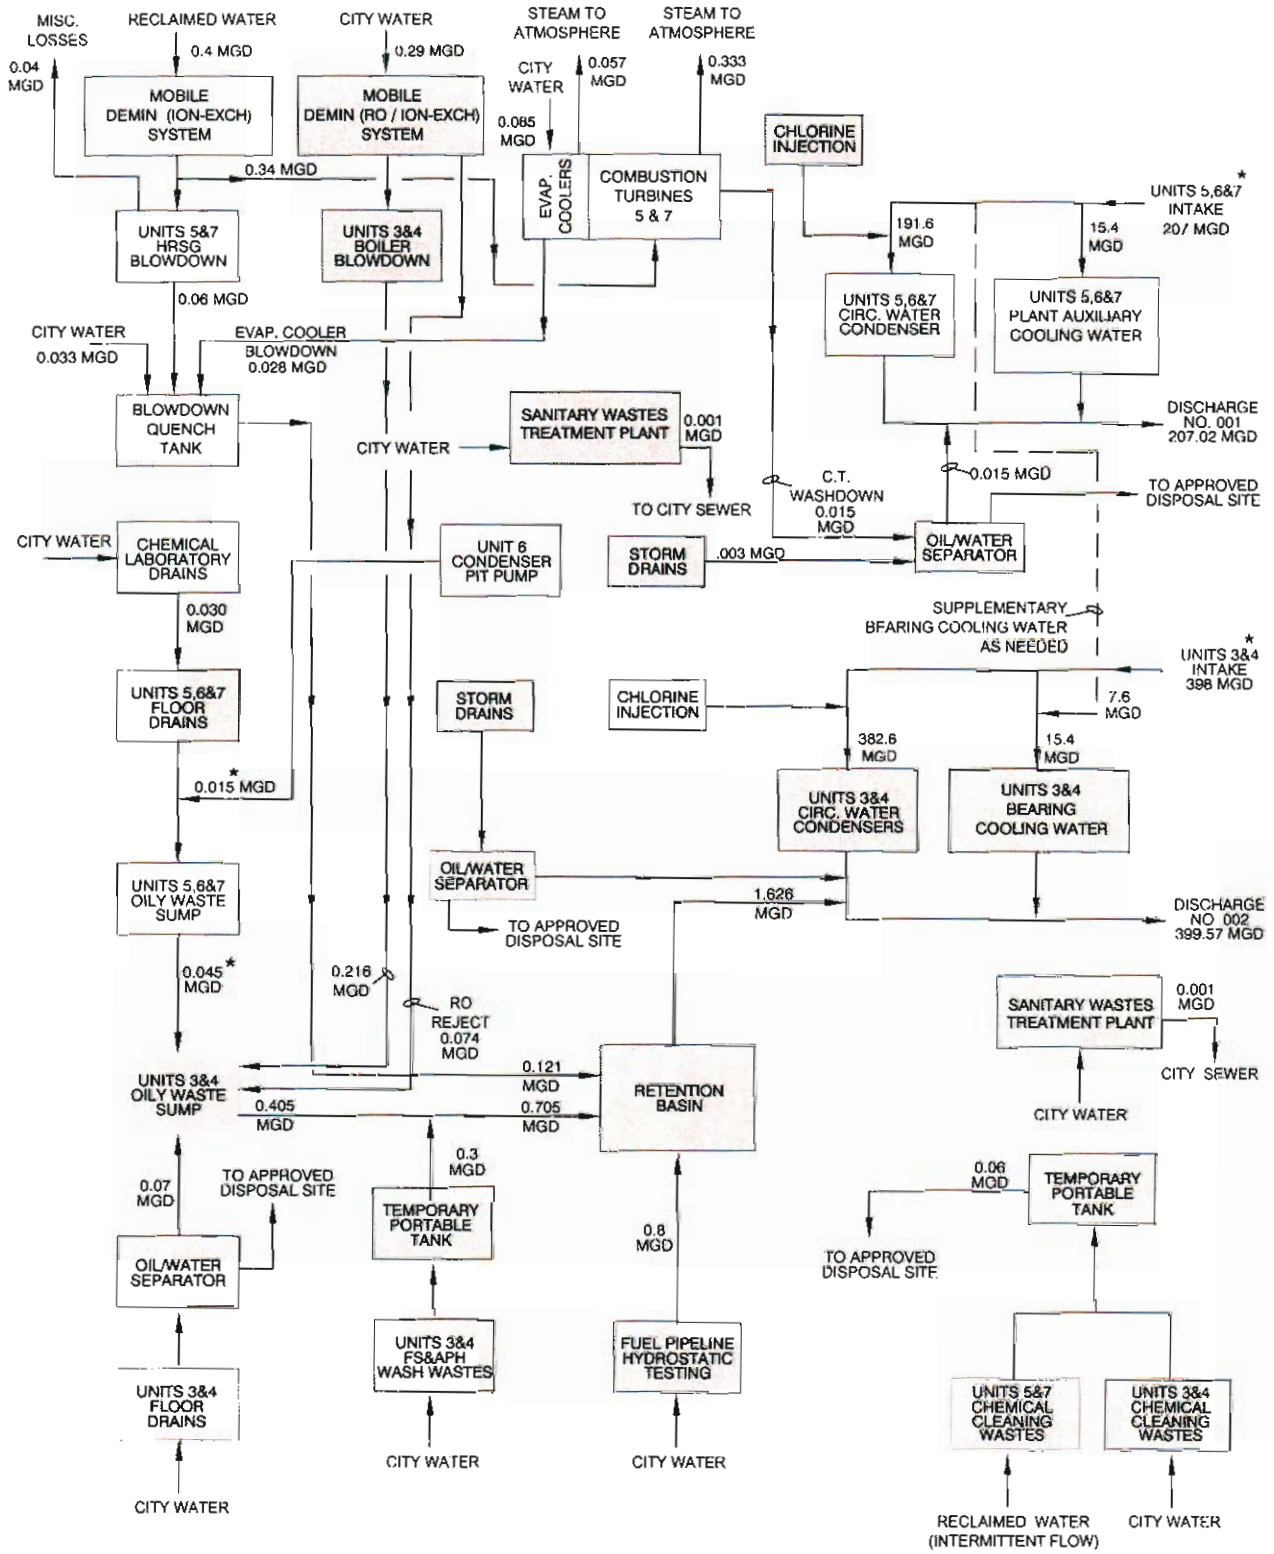 MISC.
LOSSES
0.04
MGD
RECLAIMED WATER
0.4 MGD
CITY WATER
0.29 MGD
STEAM TO
ATMOSPHERE
0.057
MGD
STEAM TO
ATMOSPHERE
0.333
MGD
CITY
WATER
0.085
MGD
MOBILE
DEMIN (ION-EXCH)
SYSTEM
MOBILE
DEMIN (RO / ION-EXCH)
SYSTEM
0.34 MGD
EVAP.
COOLERS
COMBUSTION
TURBINES
5 & 7
CHLORINE
INJECTION
UNITS 5,6&7 *
INTAKE
207 MGD
191.6
MGD
15.4
MGD
UNITS 5&7
HRSG
BLOWDOWN
UNITS 3&4
BOILER
BLOWDOWN
0.06 MGD
UNITS 5,6&7
CIRC. WATER
CONDENSER
UNITS 5,6&7
PLANT AUXILIARY
COOLING WATER
CITY WATER
0.033 MGD
EVAP. COOLER
BLOWDOWN
0.028 MGD
BLOWDOWN
QUENCH
TANK
SANITARY WASTES
TREATMENT PLANT
0.001
MGD
CITY WATER
TO CITY SEWER
DISCHARGE
NO. 001
207.02 MGD
0.015 MGD
C.T.
WASHDOWN
0.015
MGD
TO APPROVED
DISPOSAL SITE
CITY WATER
CHEMICAL
LABORATORY
DRAINS
UNIT 6
CONDENSER
PIT PUMP
STORM
DRAINS
.003 MGD
OIL/WATER
SEPARATOR
0.030
MGD
SUPPLEMENTARY
BEARING COOLING WATER
AS NEEDED
*
UNITS 3&4
INTAKE
398 MGD
UNITS 5,6&7
FLOOR
DRAINS
STORM
DRAINS
CHLORINE
INJECTION
7.6
MGD
382.6
MGD
15.4
MGD
*
0.015 MGD
UNITS 3&4
CIRC. WATER
CONDENSERS
UNITS 3&4
BEARING
COOLING WATER
UNITS 5,6&7
OILY WASTE
SUMP
OIL/WATER
SEPARATOR
1.626
MGD
TO APPROVED
DISPOSAL SITE
DISCHARGE
NO 002
399.57 MGD
0.045 *
MGD
0.216
MGD
RO
REJECT
0.074
MGD
SANITARY WASTES
TREATMENT PLANT
0.001
MGD
CITY SEWER
CITY WATER
UNITS 3&4
OILY WASTE
SUMP
0.121
MGD
0.405
MGD
0.705
MGD
RETENTION
BASIN
0.07
MGD
TO APPROVED
DISPOSAL SITE
0.3
MGD
0.06
MGD
TEMPORARY
PORTABLE
TANK
TEMPORARY
PORTABLE
TANK
0.8
MGD
OIL/WATER
SEPARATOR
TO APPROVED
DISPOSAL SITE
UNITS 3&4
FS&APH
WASH WASTES
FUEL PIPELINE
HYDROSTATIC
TESTING
UNITS 3&4
FLOOR
DRAINS
UNITS 5&7
CHEMICAL
CLEANING
WASTES
UNITS 3&4
CHEMICAL
CLEANING
WASTES
CITY WATER
CITY WATER
CITY WATER
RECLAIMED WATER
(INTERMITTENT FLOW)
CITY WATER